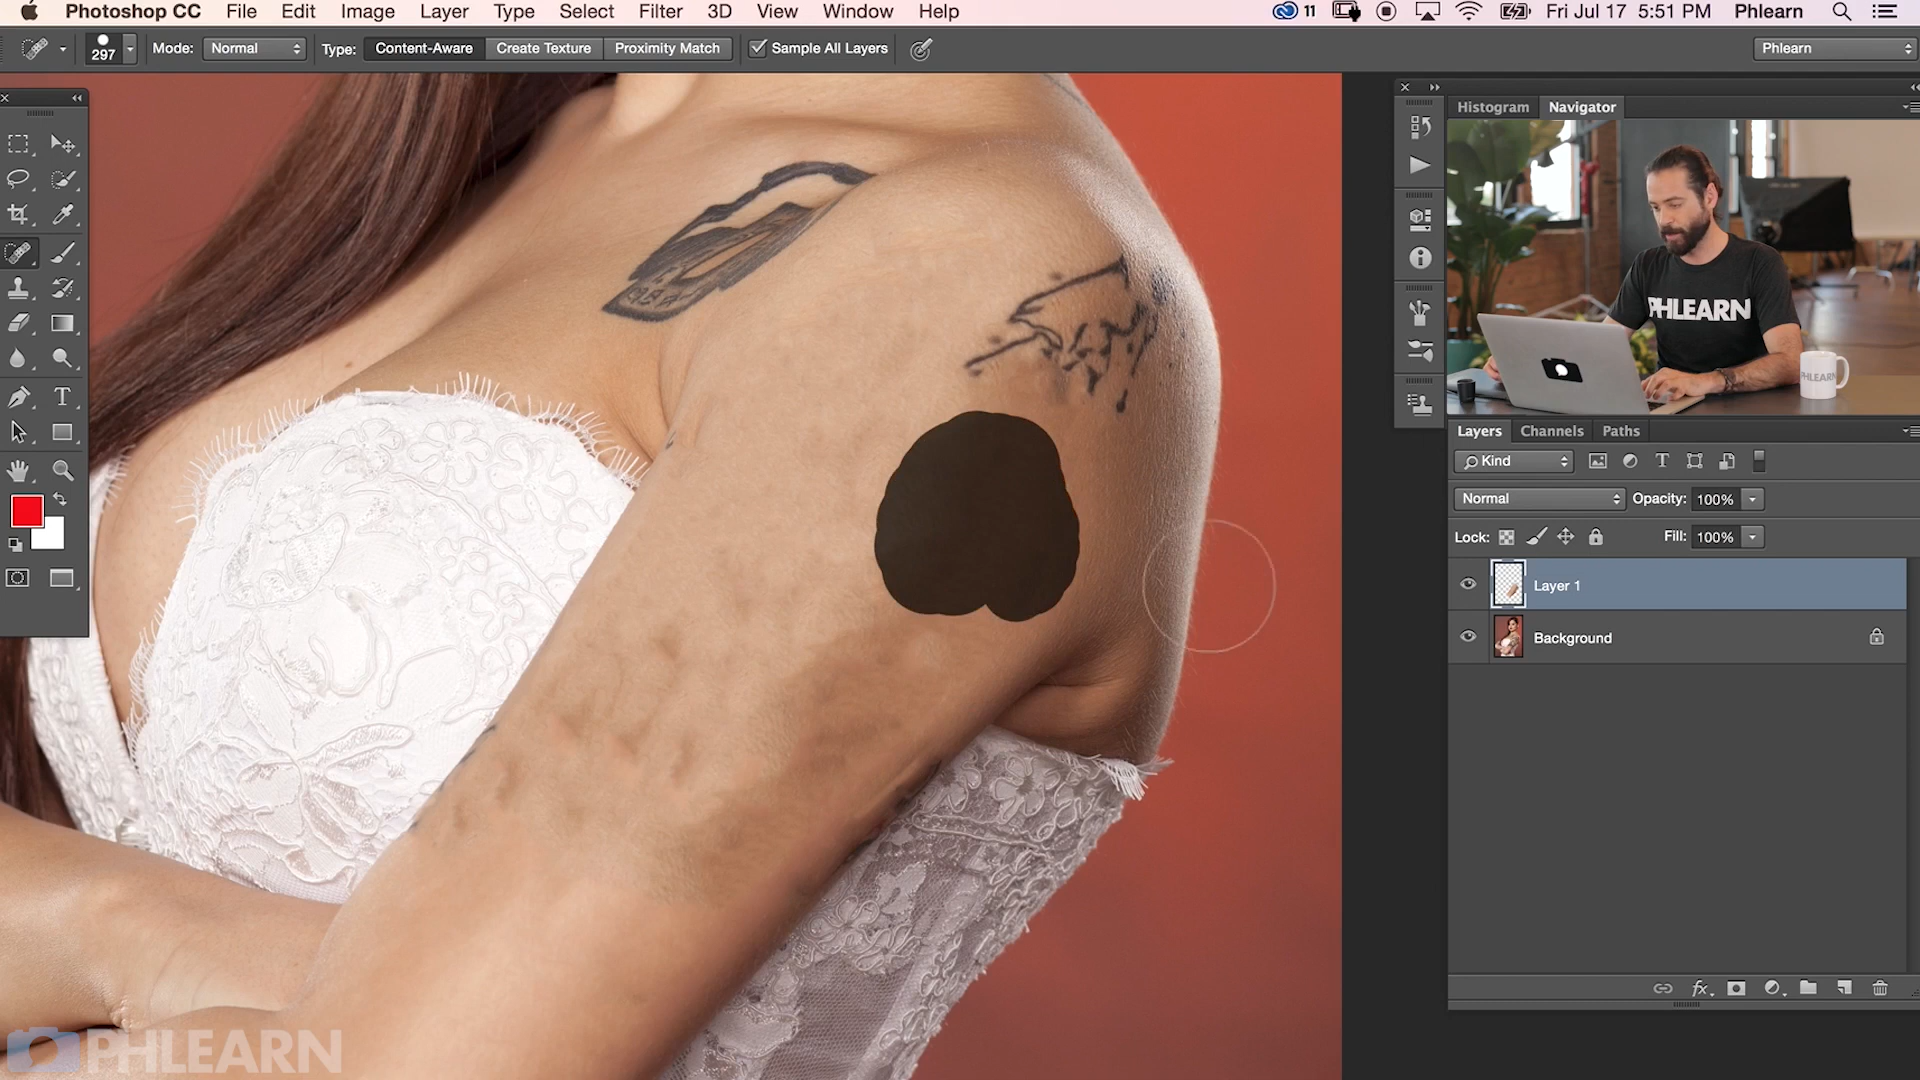 Photoshop CC File Edit Image Layer Type Select Filter 3D View Window Help 11 Fri Jul 17 5:51 PM Phlearn
297 Mode: Normal Type: Content-Aware Create Texture Proximity Match Sample All Layers Phlearn
Histogram Navigator
PHLEARN
PHLEARN
Layers Channels Paths
Kind
Normal Opacity: 100%
Lock: Fill: 100%
Layer 1
Background
fx
PHLEARN